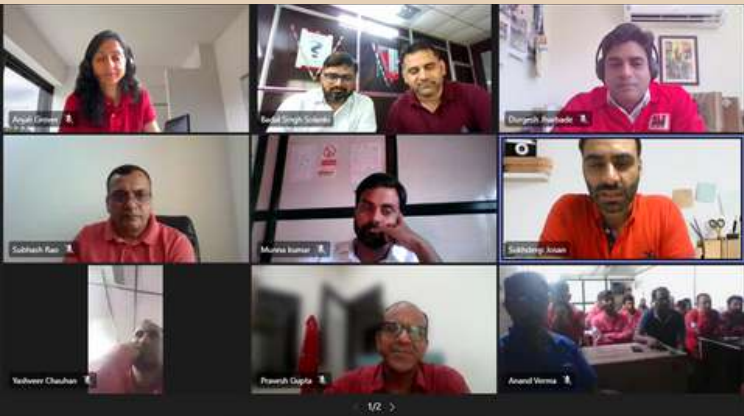 Anjali Grover
Badal Singh Solanki
Durgesh Jharbade
Subhash Rao
Munna kumar
Sukhdeep Josan
Yashveer Chauhan
Pravesh Gupta
Anand Verma
1/2